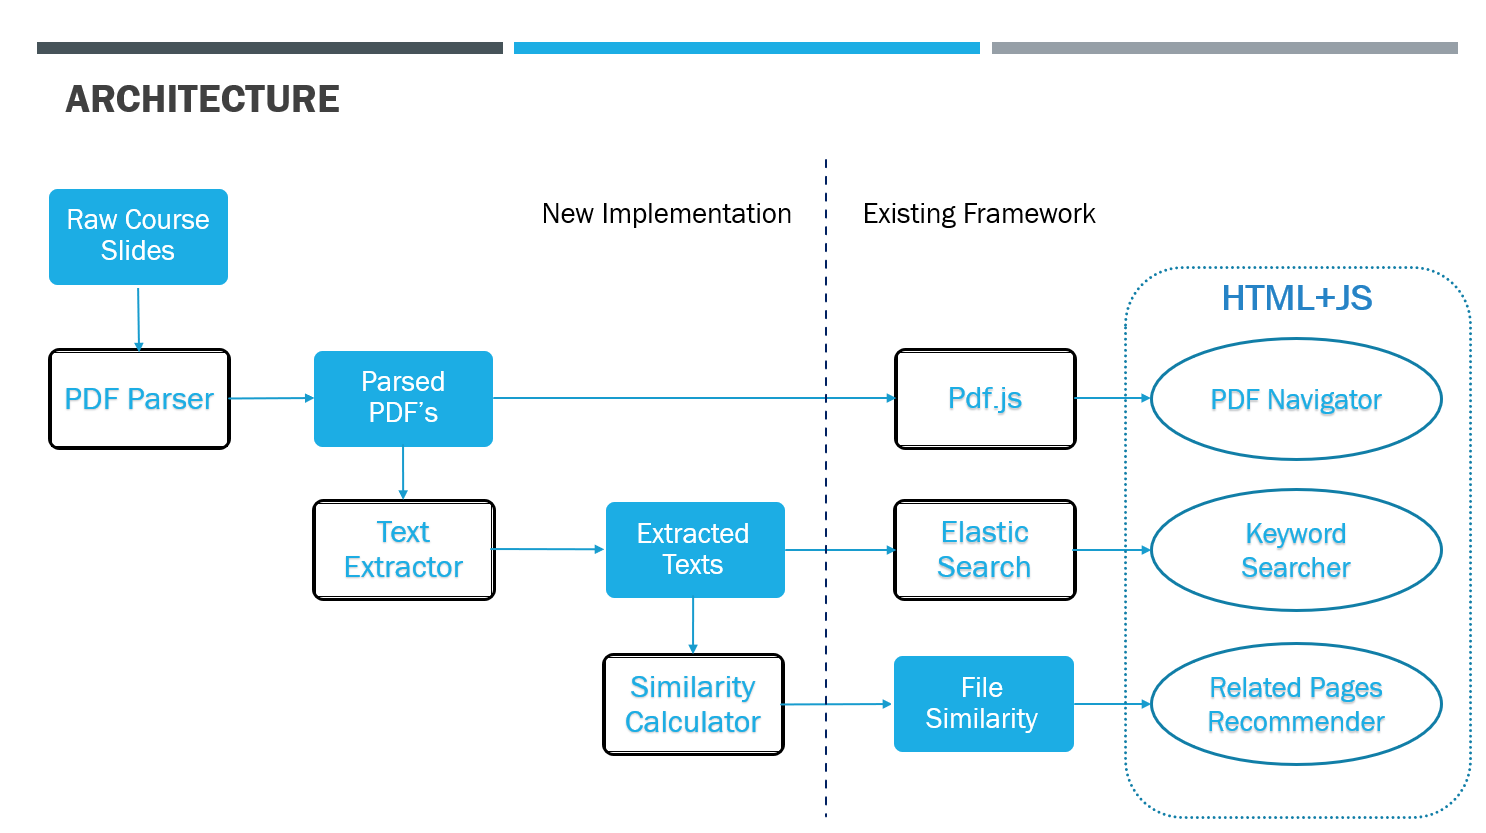 ARCHITECTURE
New Implementation
Existing Framework
Raw Course
Slides
HTML+JS
PDF Parser
Parsed
PDF’s
Pdf.js
PDF Navigator
Text
Extractor
Extracted
Texts
Elastic
Search
Keyword
Searcher
Similarity
Calculator
File
Similarity
Related Pages
Recommender